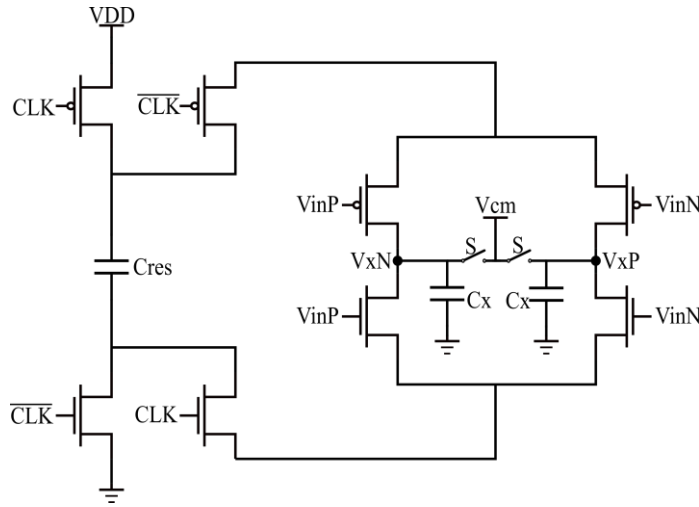 VDD
CLK
CLK
VinP
Vcm
VinN
S
S
VxN
VxP
Cres
Cx
Cx
VinP
VinN
CLK
CLK